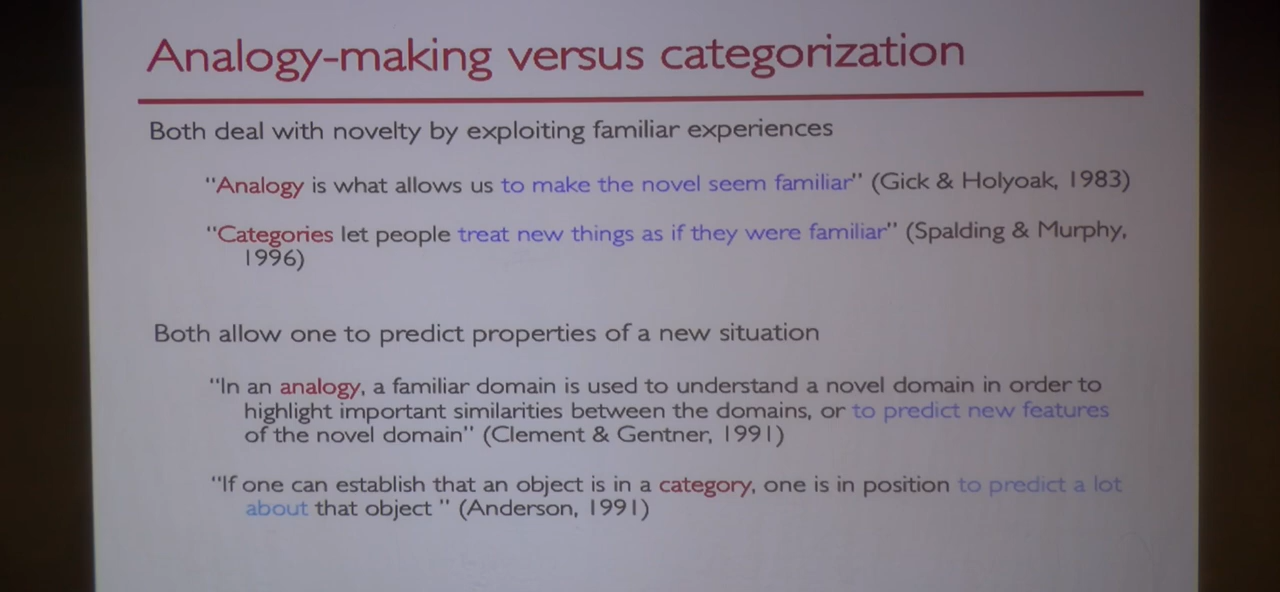 Analogy-making versus categorization
Both deal with novelty by exploiting familiar experiences
"Analogy is what allows us to make the novel seem familiar" (Gick & Holyoak, 1983)
"Categories let people treat new things as if they were familiar" (Spalding & Murphy,
1996)
Both allow one to predict properties of a new situation
"In an analogy, a familiar domain is used to understand a novel domain in order to
highlight important similarities between the domains, or to predict new features
of the novel domain" (Clement & Gentner, 1991)
"If one can establish that an object is in a category, one is in position to predict a lot
about that object " (Anderson, 1991)